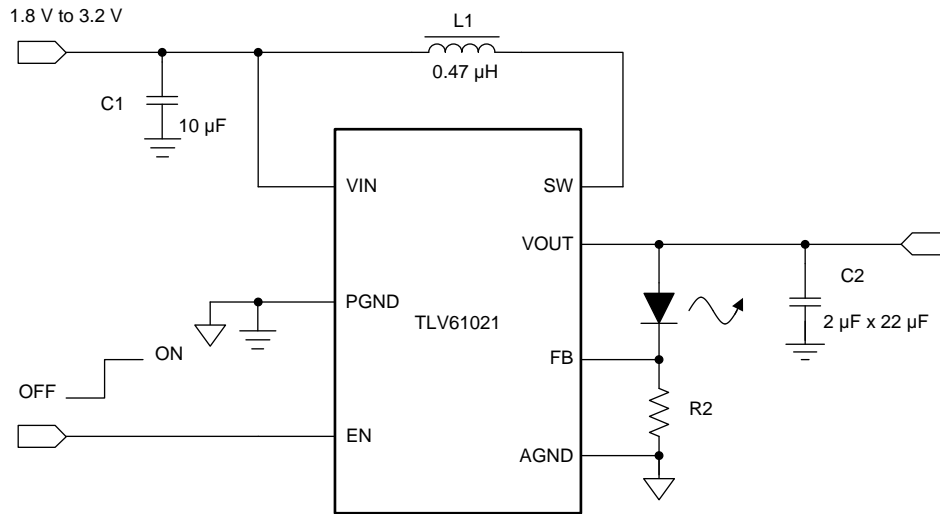 1.8 V to 3.2 V
L1
0.47 µH
C1
10 µF
VIN
SW
VOUT
C2
PGND
TLV61021
2 µF x 22 µF
ON
FB
OFF
R2
EN
AGND